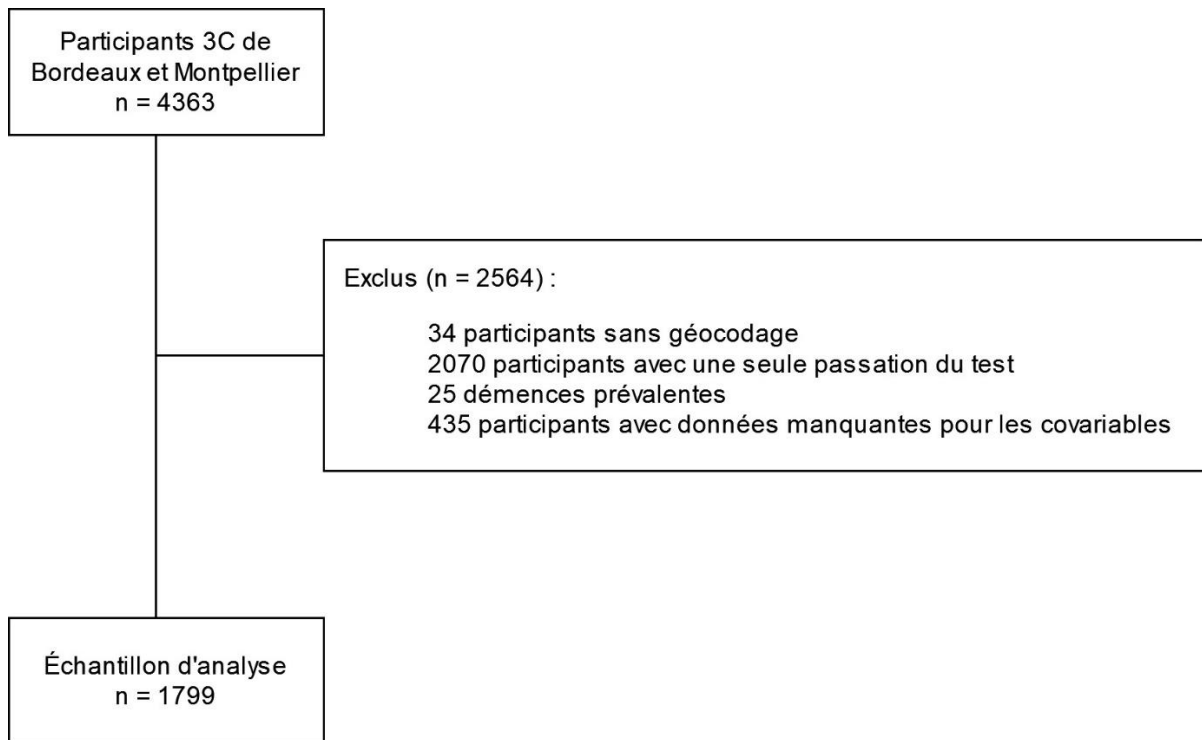 Participants 3C de
Bordeaux et Montpellier
n = 4363
Exclus (n = 2564) :
34 participants sans géocodage
2070 participants avec une seule passation du test
25 démences prévalentes
435 participants avec données manquantes pour les covariables
Échantillon d'analyse
n = 1799